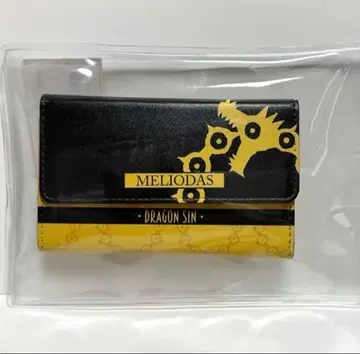 MELIODAS
· DRAGON SIN ·